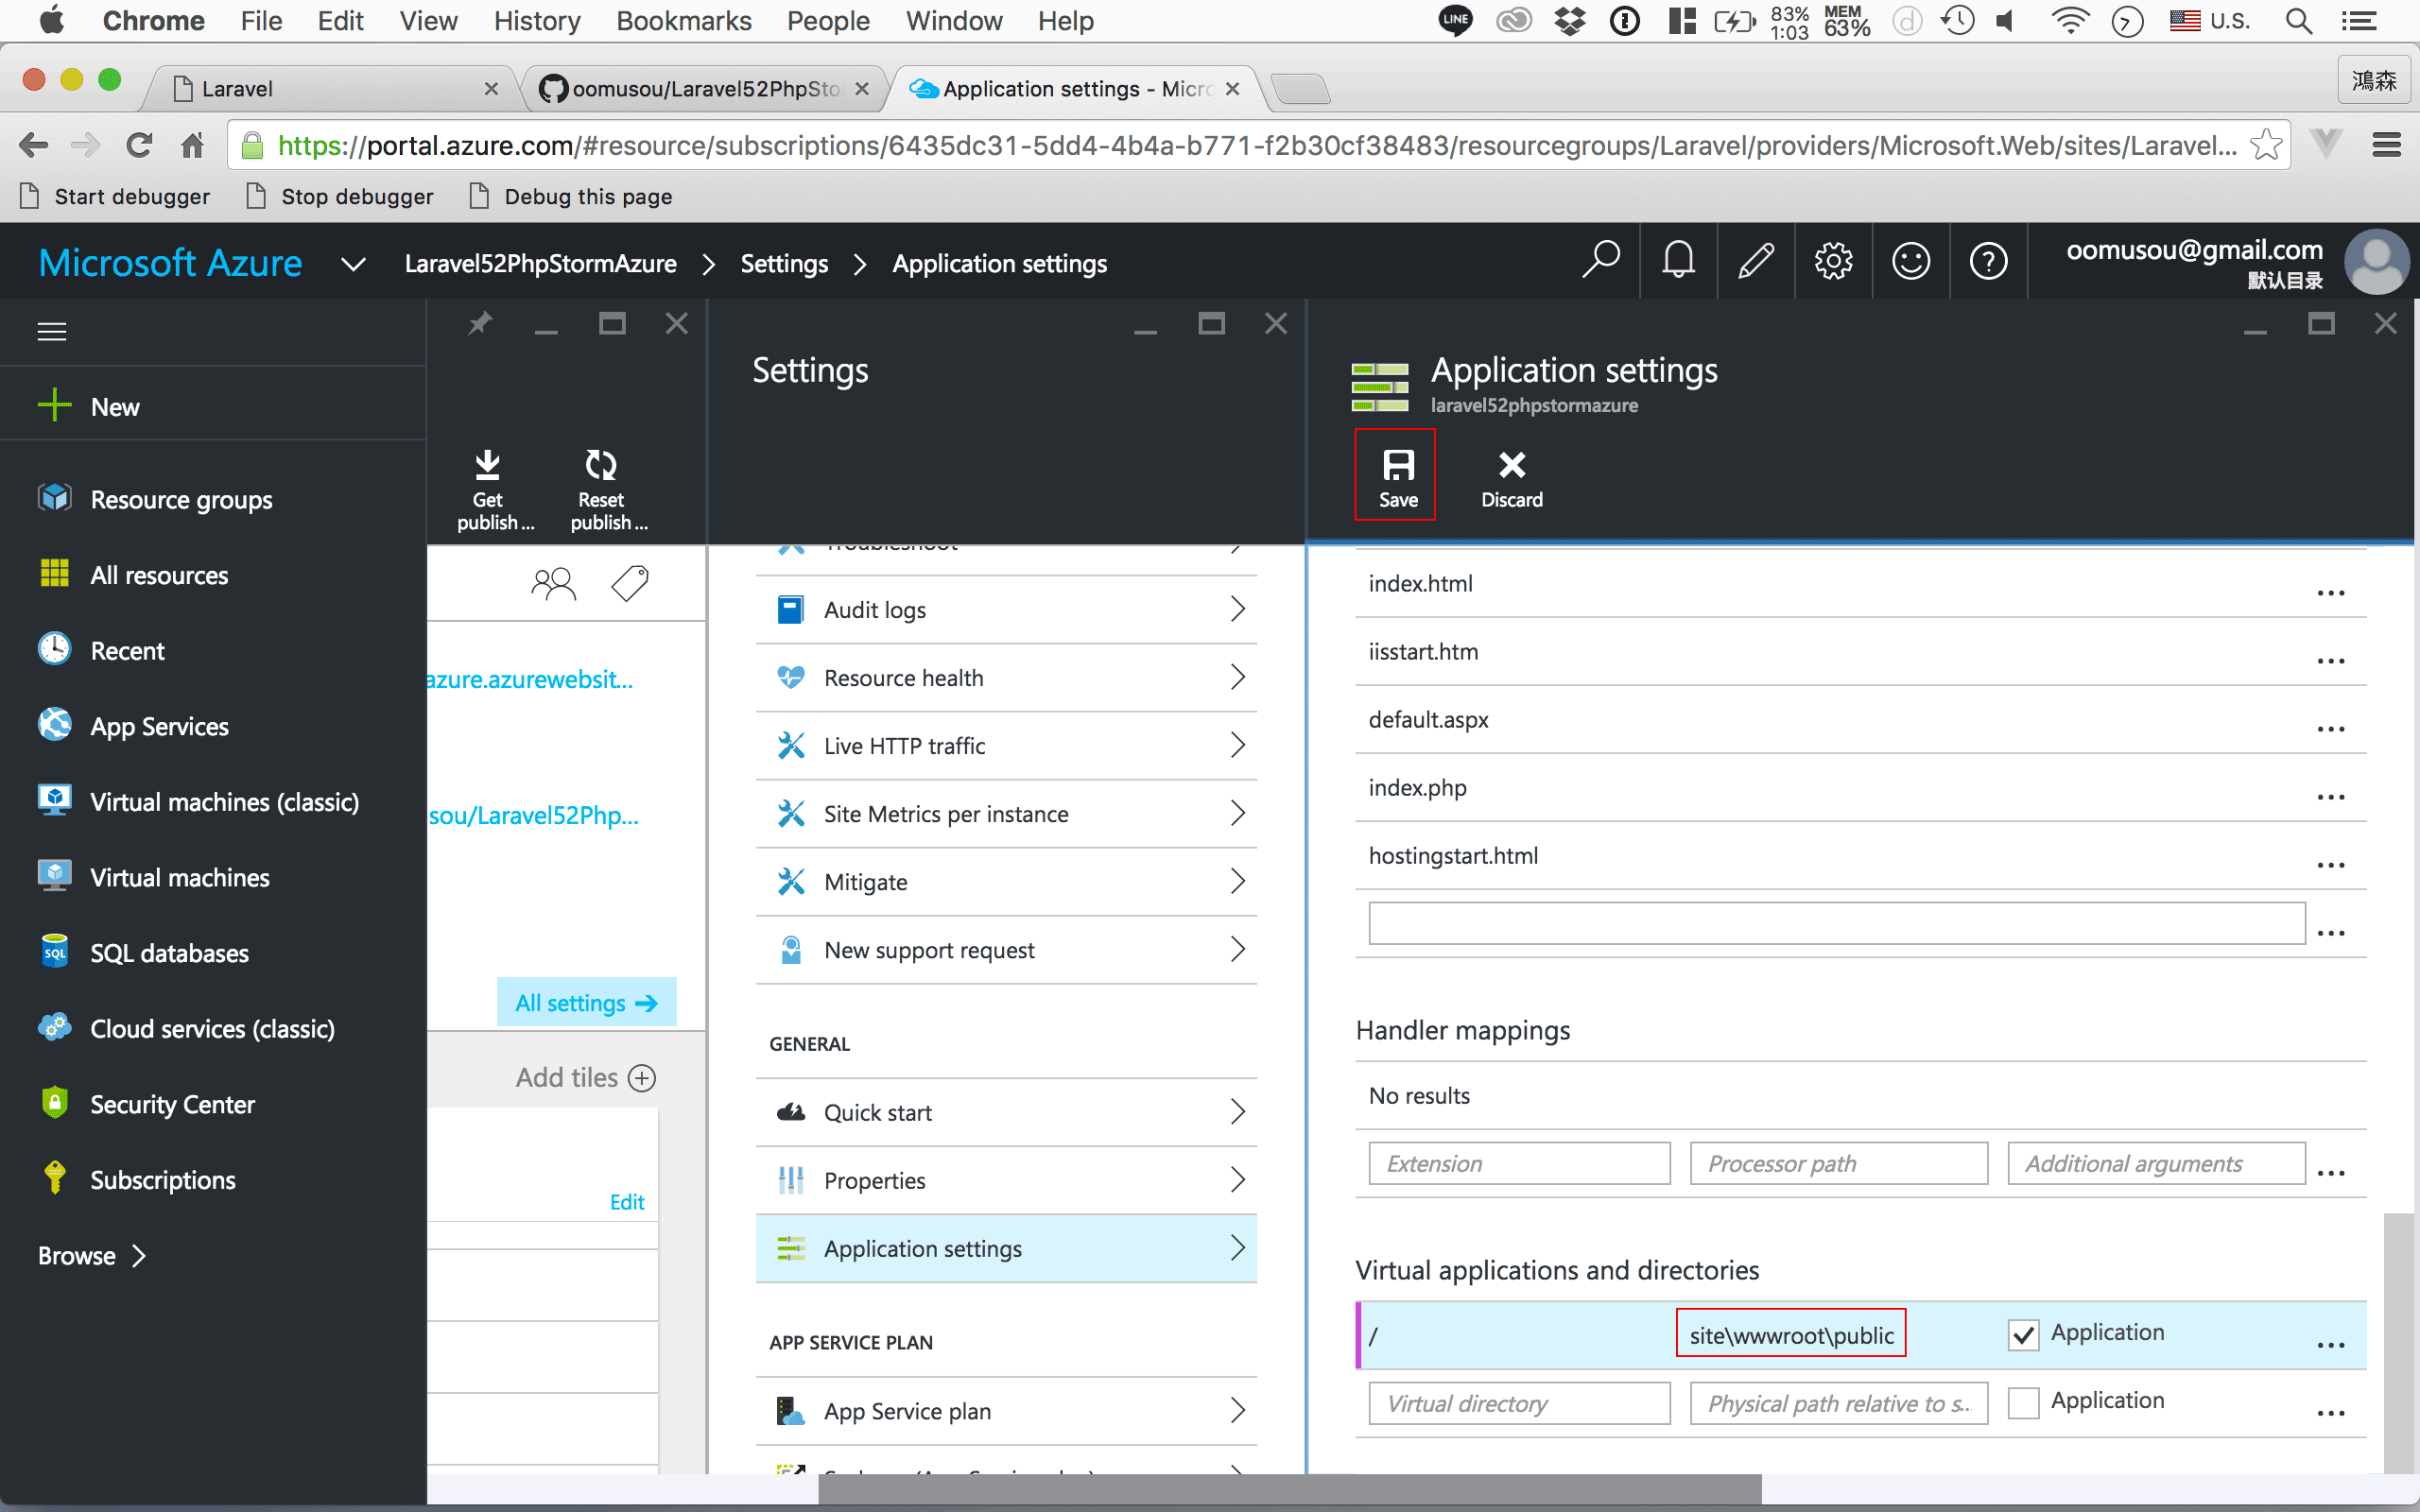 Chrome File Edit View History Bookmarks People Window Help
LINE 83% 1:03 MEM 63% U.S.
Laravel
oomusou/Laravel52PhpSto
Application settings - Micro
鴻森
https://portal.azure.com/#resource/subscriptions/6435dc31-5dd4-4b4a-b771-f2b30cf38483/resourcegroups/Laravel/providers/Microsoft.Web/sites/Laravel...
Start debugger Stop debugger Debug this page
Microsoft Azure Laravel52PhpStormAzure Settings Application settings
oomusou@gmail.com
默认目录
New
Resource groups
All resources
Recent
App Services
Virtual machines (classic)
Virtual machines
SQL databases
Cloud services (classic)
Security Center
Subscriptions
Browse
Get publish ...
Reset publish ...
azure.azurewebsit...
sou/Laravel52Php...
All settings
Add tiles
Edit
Settings
Troubleshoot
Audit logs
Resource health
Live HTTP traffic
Site Metrics per instance
Mitigate
New support request
GENERAL
Quick start
Properties
Application settings
APP SERVICE PLAN
App Service plan
Application settings
laravel52phpstormazure
Save Discard
index.html
iisstart.htm
default.aspx
index.php
hostingstart.html
Handler mappings
No results
Extension Processor path Additional arguments
Virtual applications and directories
/ site\wwwroot\public Application
Virtual directory Physical path relative to s... Application